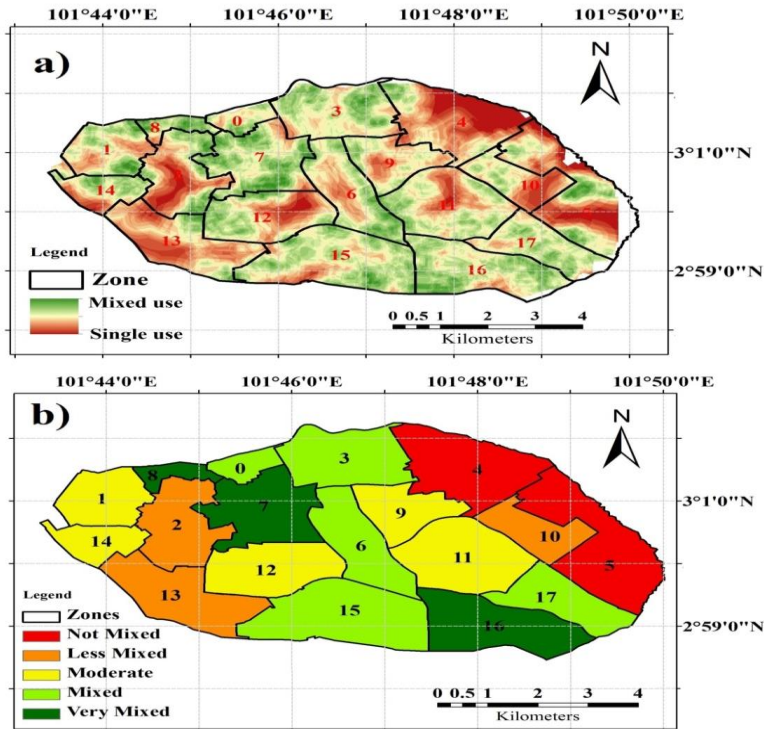 101°44'0"E 101°46'0"E 101°48'0"E 101°50'0"E
a)
N
0
3
4
8
1
7
3°1'0"N
9
14
6
10
11
12
13
17
15
16
2°59'0"N
Legend
Zone
Mixed use
Single use
0 0.5 1 2 3 4
Kilometers
101°44'0"E 101°46'0"E 101°48'0"E 101°50'0"E
b)
N
0
3
4
8
1
7
3°1'0"N
2
9
10
14
6
11
5
12
13
17
15
16
2°59'0"N
Legend
Zones
Not Mixed
Less Mixed
Moderate
Mixed
Very Mixed
0 0.5 1 2 3 4
Kilometers